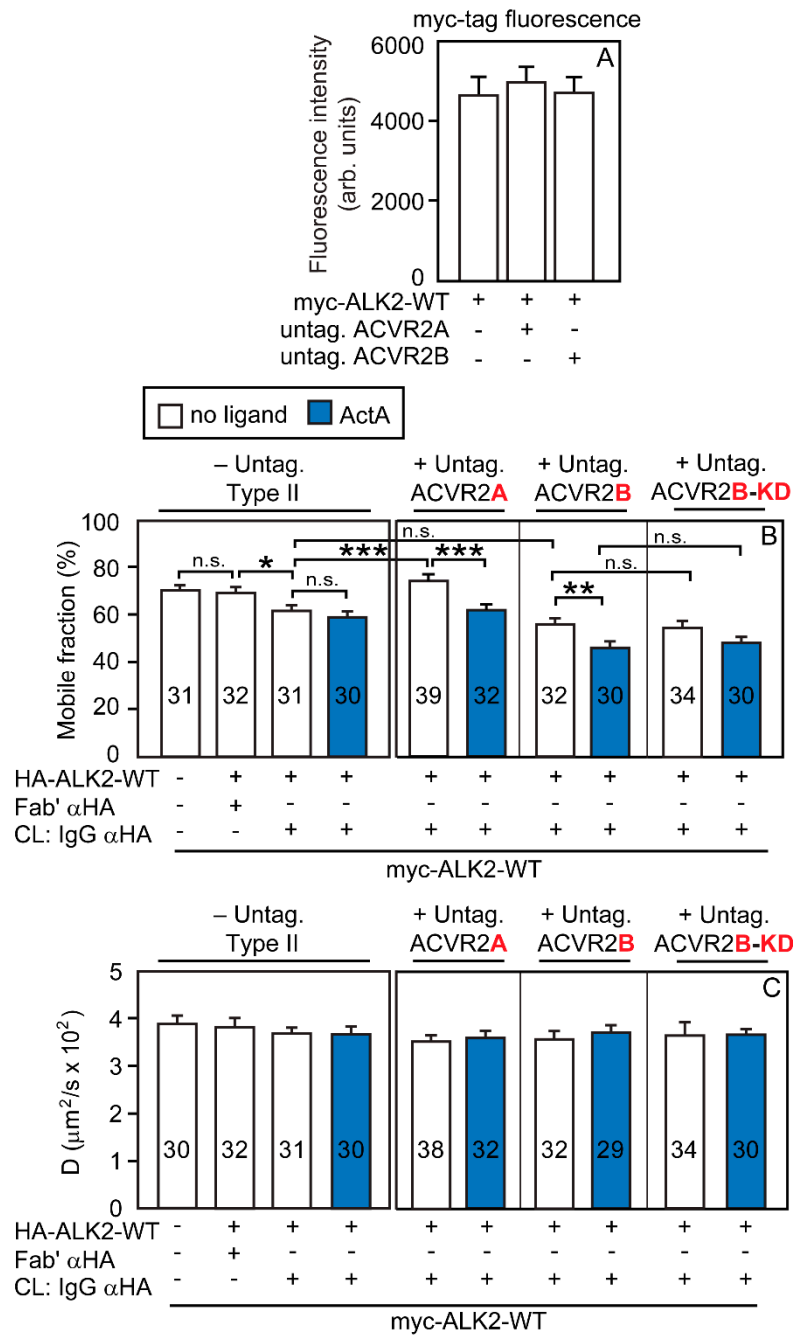 myc-tag fluorescence
A
Fluorescence intensity
(arb. units)
6000
4000
2000
0
myc-ALK2-WT + + +
untag. ACVR2A - + -
untag. ACVR2B - - +
no ligand ActA
– Untag.
Type II
+ Untag.
ACVR2A
+ Untag.
ACVR2B
+ Untag.
ACVR2B-KD
B
Mobile fraction (%)
100
80
60
40
20
0
n.s.
n.s. * *** *** n.s.
n.s. n.s.
**
31 32 31 30 39 32 32 30 34 30
HA-ALK2-WT - + + + + + + + + +
Fab' αHA - + - - - - - - - -
CL: IgG αHA - - + + + + + + + +
myc-ALK2-WT
– Untag.
Type II
+ Untag.
ACVR2A
+ Untag.
ACVR2B
+ Untag.
ACVR2B-KD
C
D (μm²/s x 10²)
5
4
3
2
1
0
30 32 31 30 38 32 32 29 34 30
HA-ALK2-WT - + + + + + + + + +
Fab' αHA - + - - - - - - - -
CL: IgG αHA - - + + + + + + + +
myc-ALK2-WT